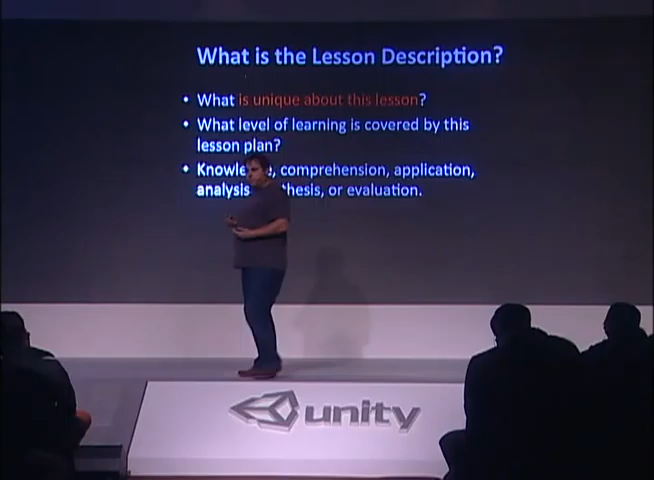 What is the Lesson Description?
• What is unique about this lesson?
• What level of learning is covered by this
lesson plan?
• comprehension, application,
analysis or evaluation.
unity